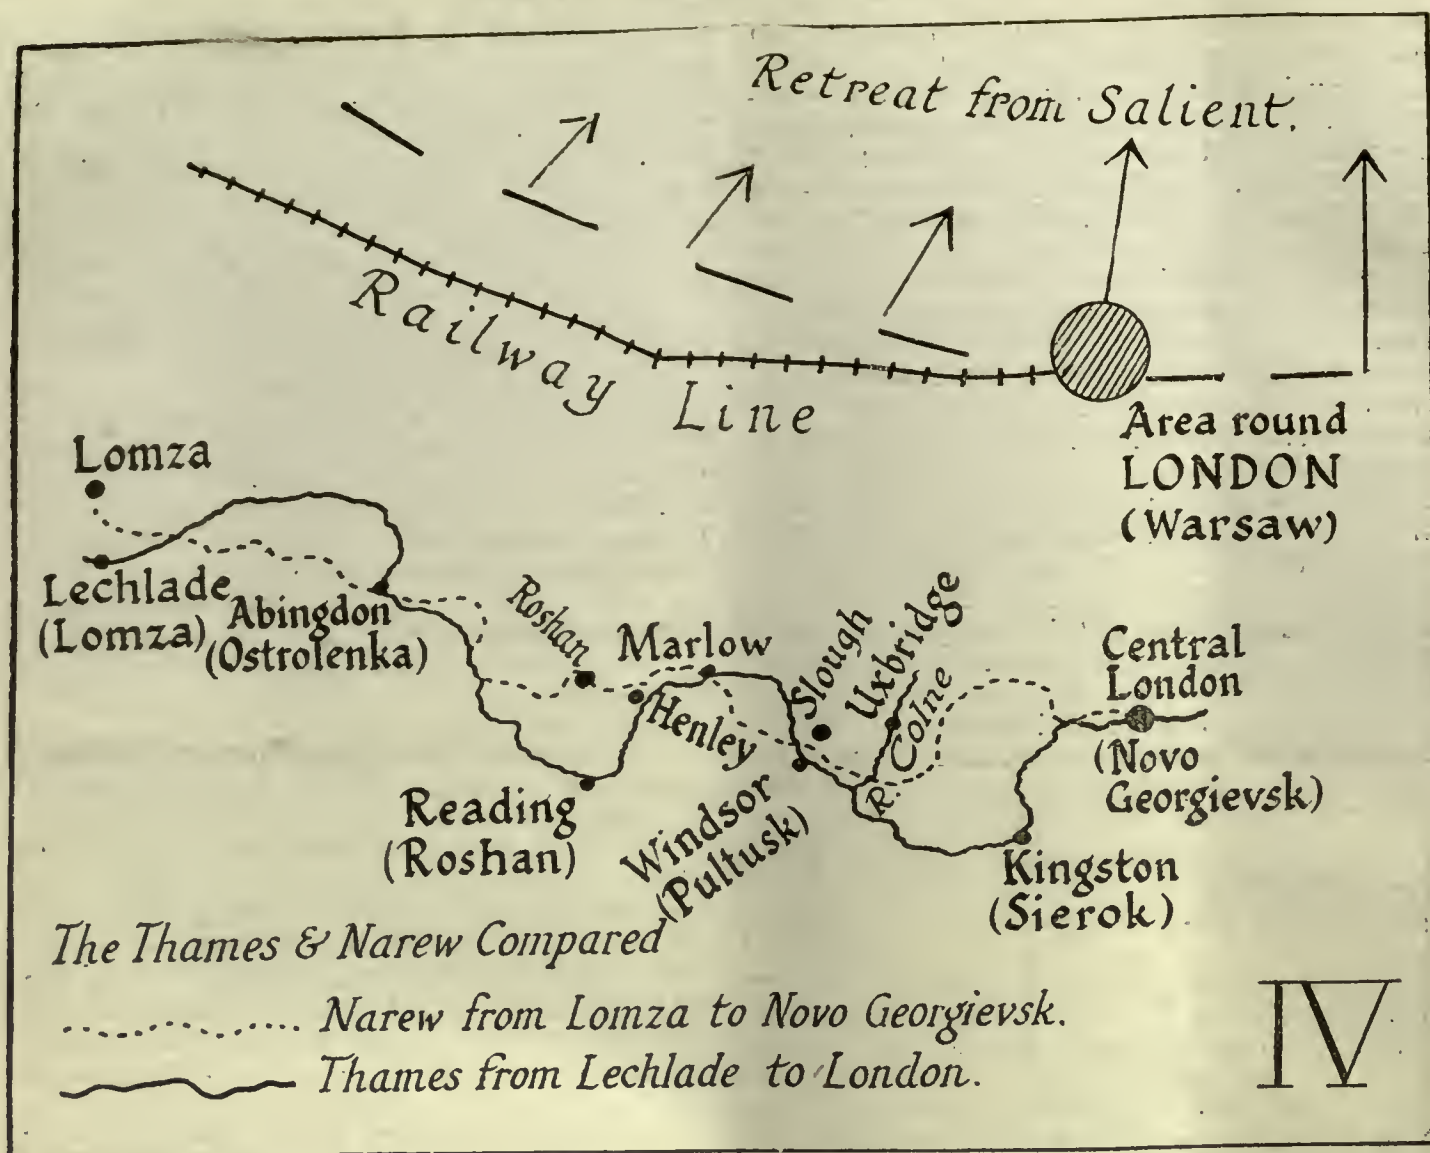 Retreat from Salient.
Railway Line
Area round
LONDON
(Warsaw)
Lomza
Lechlade
(Lomza)
Abingdon
(Ostrolenka)
Roshan
Marlow
Henley
Slough
Uxbridge
R. Colne
Central
London
(Novo
Georgievsk)
Reading
(Roshan)
Windsor
(Pultusk)
Kingston
(Sierok)
The Thames & Narew Compared
Narew from Lomza to Novo Georgievsk.
Thames from Lechlade to London.
IV